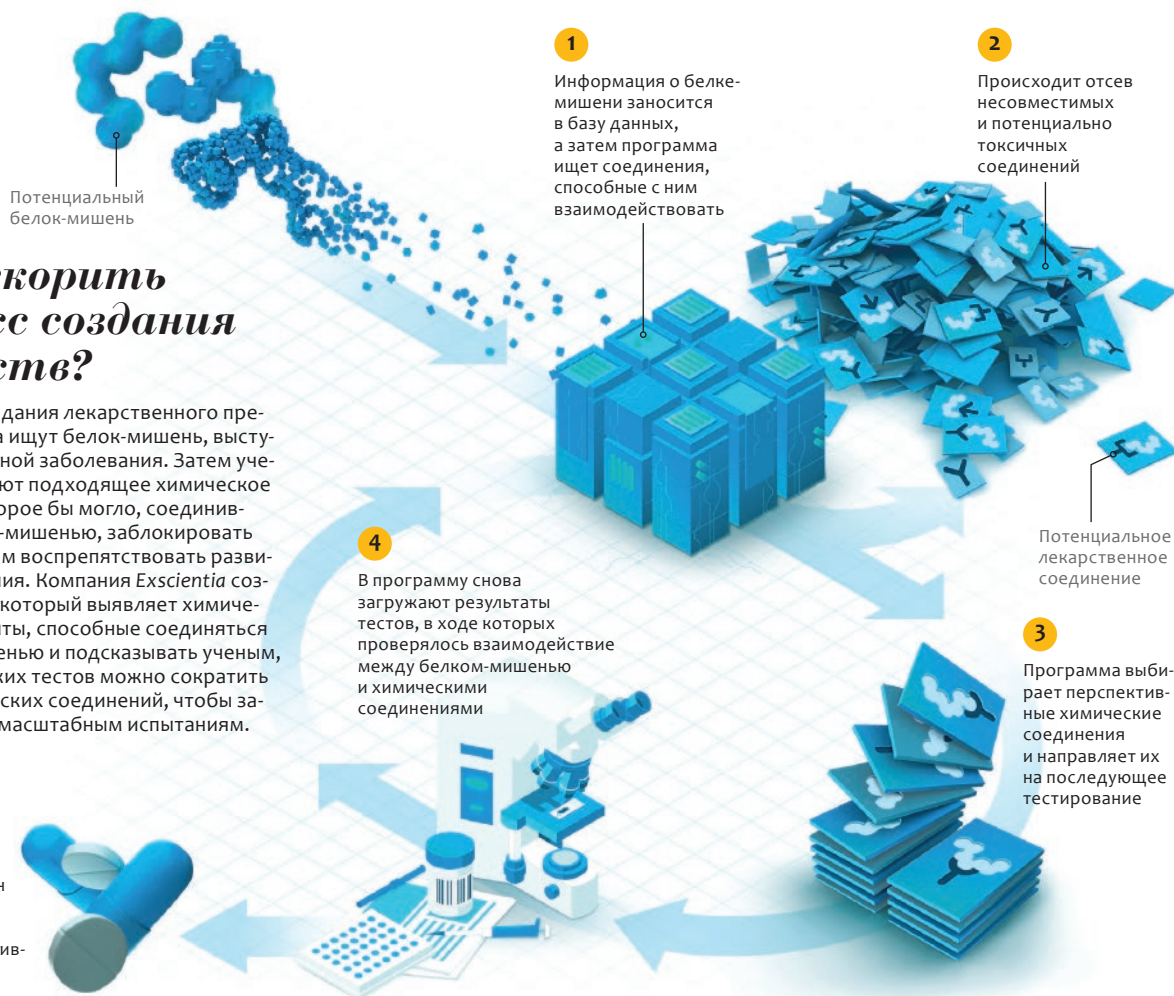 Потенциальный
белок-мишень
корить
сс создания
ств?
дания лекарственного пре-
а ищут белок-мишень, высту-
ной заболевания. Затем уче-
ют подходящее химическое
орое бы могло, соединив-
-мишенью, заблокировать
м воспрепятствовать разви-
ния. Компания Exscientia соз-
который выявляет химиче-
ты, способные соединяться
енью и подсказывать ученым,
ких тестов можно сократить
ских соединений, чтобы за-
масштабным испытаниям.
1
Информация о белке-
мишени заносится
в базу данных,
а затем программа
ищет соединения,
способные с ним
взаимодействовать
2
Происходит отсев
несовместимых
и потенциально
токсичных
соединений
Потенциальное
лекарственное
соединение
3
Программа выби-
рает перспектив-
ные химические
соединения
и направляет их
на последующее
тестирование
4
В программу снова
загружают результаты
тестов, в ходе которых
проверялось взаимодействие
между белком-мишенью
и химическими
соединениями
н
ив-